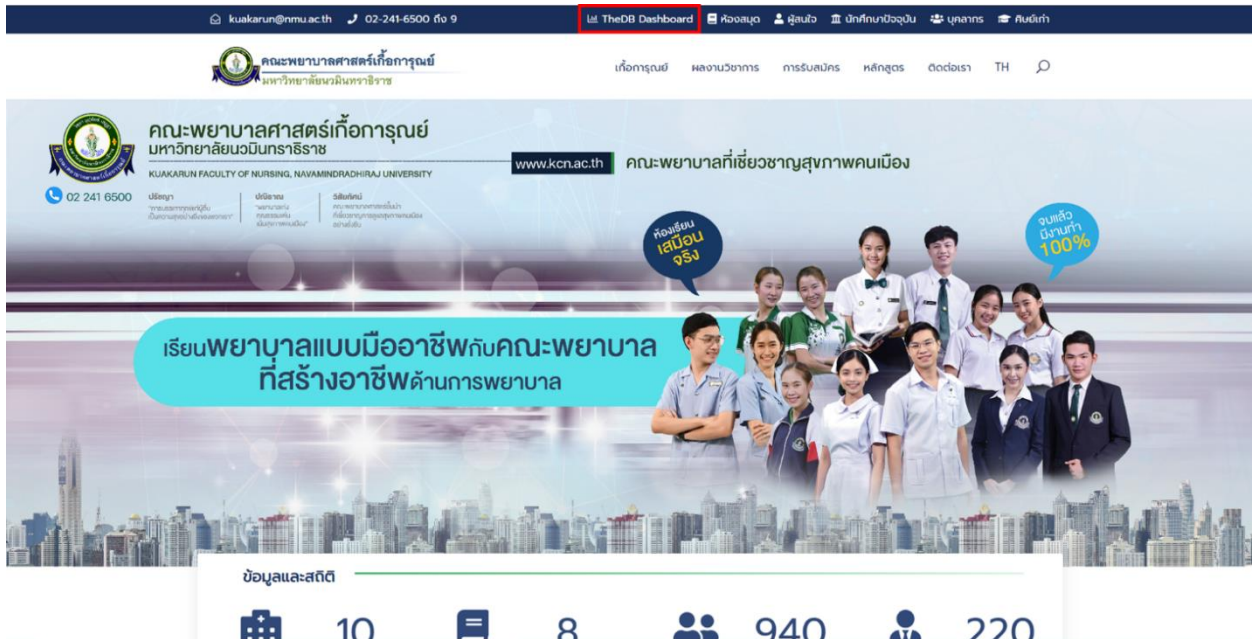 kuakarun@nmu.ac.th 02-241-6500 ถึง 9 TheDB Dashboard ห้องสมุด ผู้สนใจ นักศึกษาปัจจุบัน บุคลากร ศิษย์เก่า
คณะพยาบาลศาสตร์เกื้อการุณย์
มหาวิทยาลัยนวมินทราธิราช
เกื้อการุณย์ ผลงานวิชาการ การรับสมัคร หลักสูตร ติดต่อเรา TH
คณะพยาบาลศาสตร์เกื้อการุณย์
มหาวิทยาลัยนวมินทราธิราช
KUAKARUN FACULTY OF NURSING, NAVAMINDRADHIRAJ UNIVERSITY
www.kcn.ac.th คณะพยาบาลที่เชี่ยวชาญสุขภาพคนเมือง
02 241 6500
ปรัชญา
ปณิธาน
วิสัยทัศน์
ห้องเรียน
เสมือน
จริง
จบแล้ว
มีงานทำ
100%
เรียนพยาบาลแบบมืออาชีพกับคณะพยาบาล
ที่สร้างอาชีพด้านการพยาบาล
ข้อมูลและสถิติ
10 8 940 220